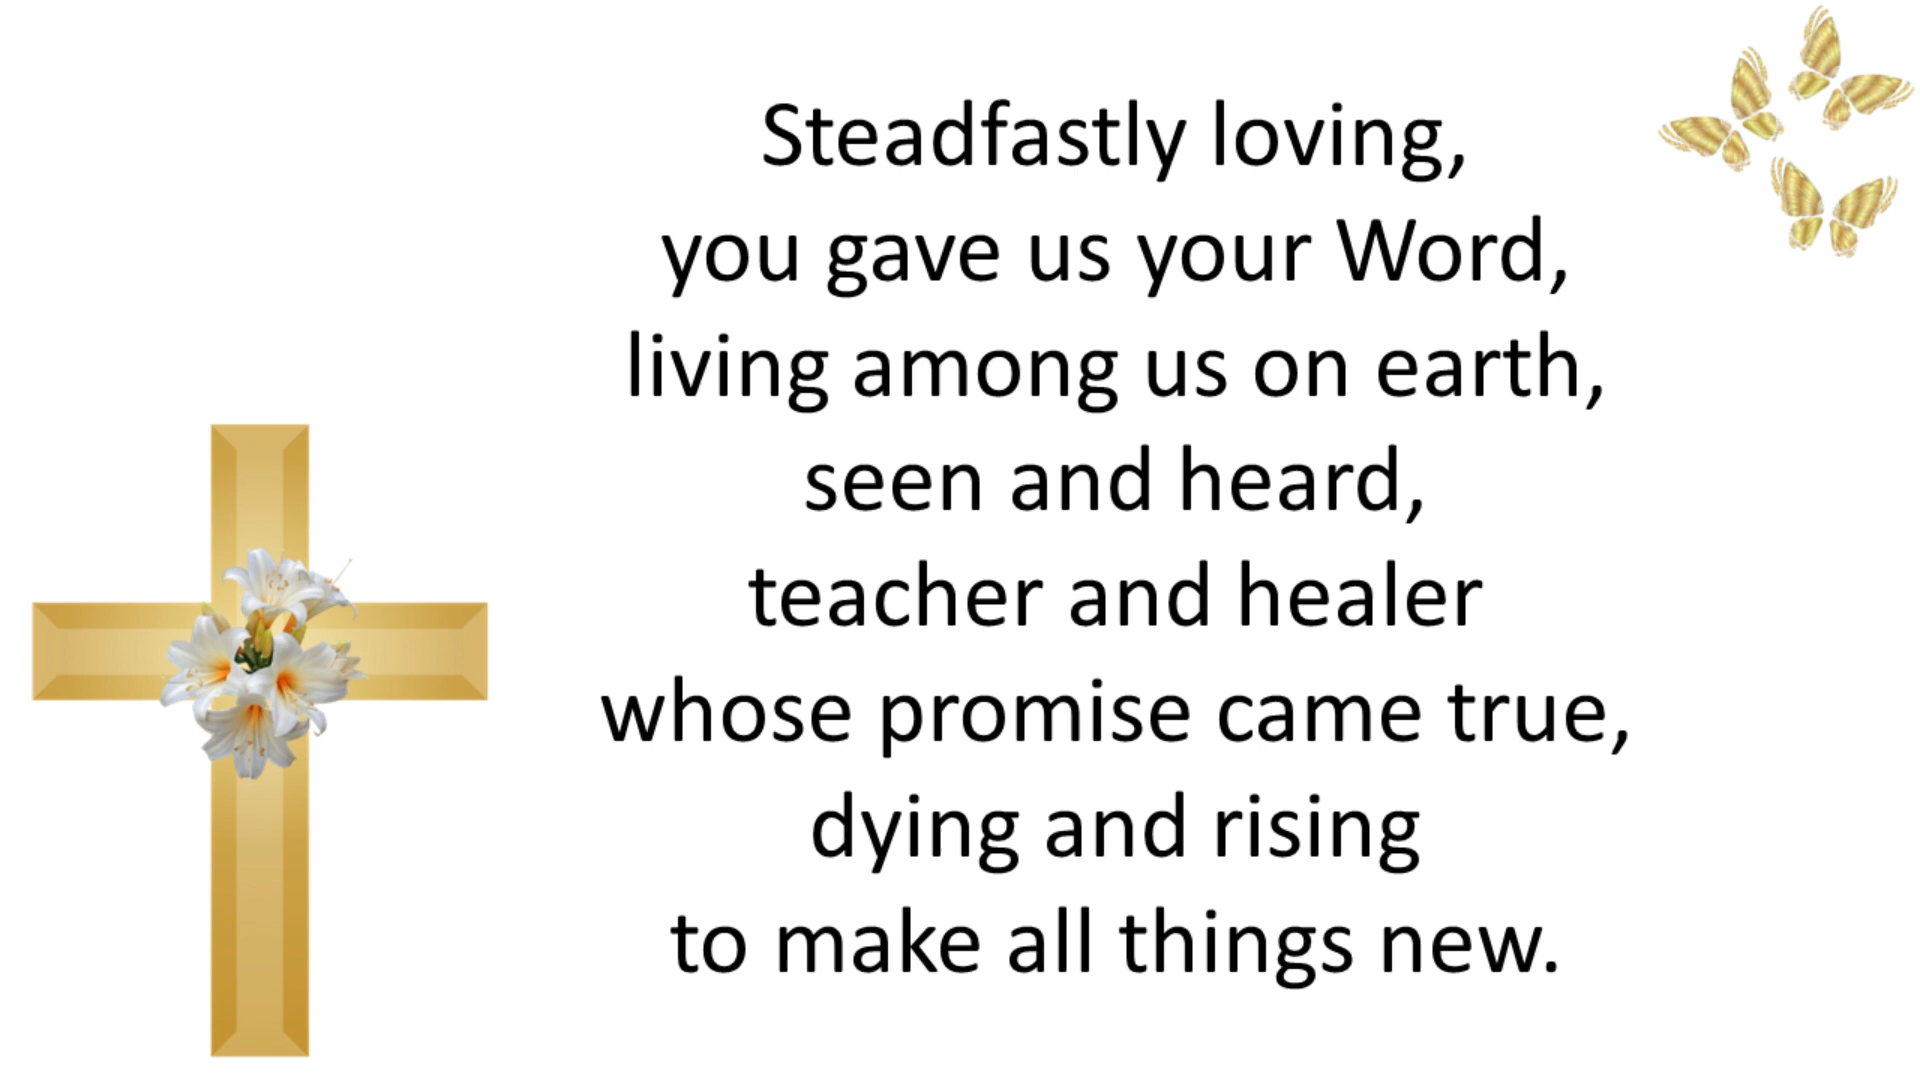 Steadfastly loving,
you gave us your Word,
living among us on earth,
seen and heard,
teacher and healer
whose promise came true,
dying and rising
to make all things new.